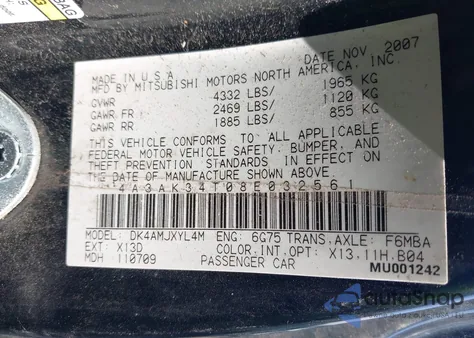 BAG
DATE NOV 2007
MADE IN U.S.A.
MFD BY MITSUBISHI MOTORS NORTH AMERICA, INC.
GVWR 4332 LBS/ 1965 KG
GAWR FR 2469 LBS/ 1120 KG
GAWR RR 1885 LBS/ 855 KG
THIS VEHICLE CONFORMS TO ALL APPLICABLE
FEDERAL MOTOR VEHICLE SAFETY, BUMPER, AND
THEFT PREVENTION STANDARDS IN EFFECT ON
THE DATE OF MANUFACTURE SHOWN ABOVE.
4A3AK34T08E032561
MODEL: DK4AMJXYL4M ENG: 6G75 TRANS.AXLE: F6MBA
EXT: X13D COLOR.INT.OPT: X13.11H.B04
MDH : 110709 PASSENGER CAR MU001242
AutoSnap